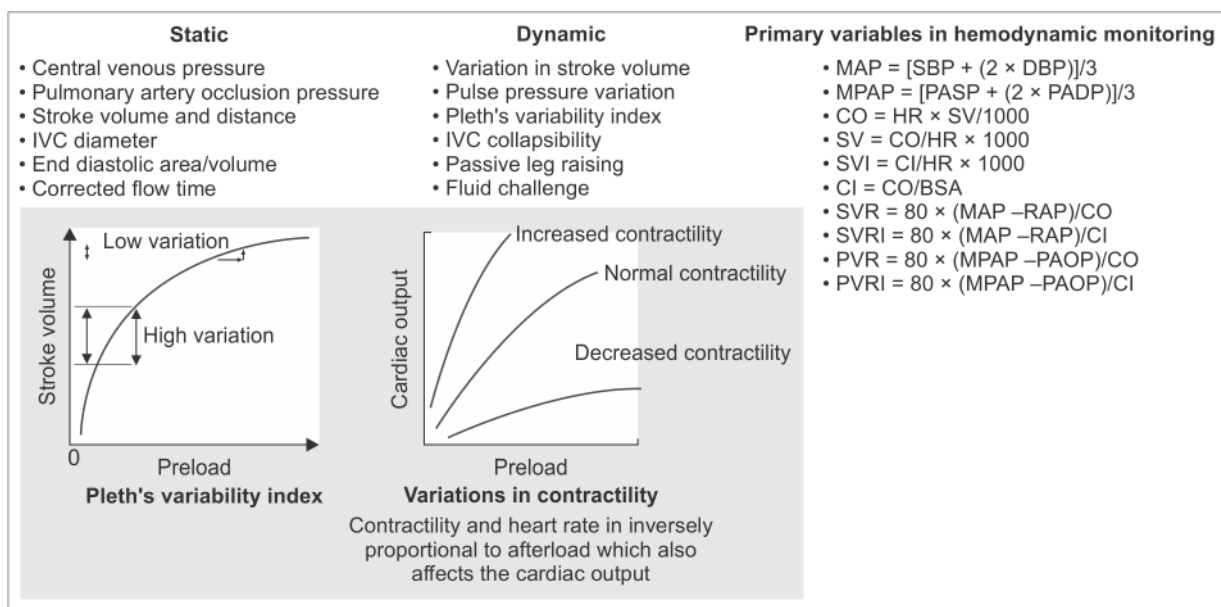 Static
• Central venous pressure
• Pulmonary artery occlusion pressure
• Stroke volume and distance
• IVC diameter
• End diastolic area/volume
• Corrected flow time
Dynamic
• Variation in stroke volume
• Pulse pressure variation
• Pleth's variability index
• IVC collapsibility
• Passive leg raising
• Fluid challenge
Primary variables in hemodynamic monitoring
• MAP = [SBP + (2 × DBP)]/3
• MPAP = [PASP + (2 × PADP)]/3
• CO = HR × SV/1000
• SV = CO/HR × 1000
• SVI = CI/HR × 1000
• CI = CO/BSA
• SVR = 80 × (MAP –RAP)/CO
• SVRI = 80 × (MAP –RAP)/CI
• PVR = 80 × (MPAP –PAOP)/CO
• PVRI = 80 × (MPAP –PAOP)/CI
Low variation
High variation
Stroke volume
0
Preload
Pleth's variability index
Increased contractility
Normal contractility
Decreased contractility
Cardiac output
Preload
Variations in contractility
Contractility and heart rate in inversely
proportional to afterload which also
affects the cardiac output